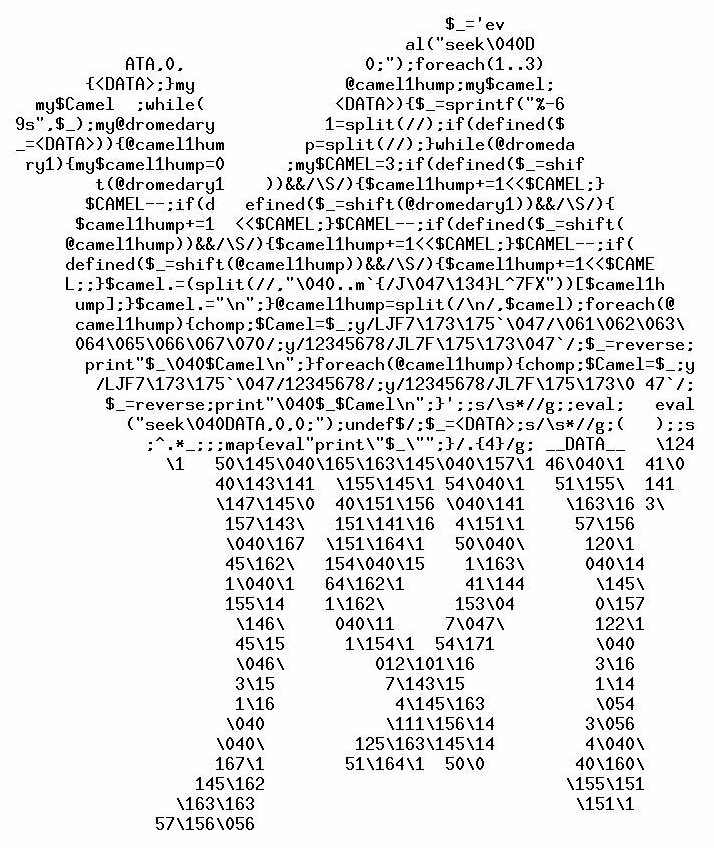 $_='ev
al("seek\040D
ATA,0, 0;");foreach(1..3)
{<DATA>;}my @camel1hump;my$camel;
my$Camel ;while( <DATA>){$_=sprintf("%-6
9s",$_);my@dromedary 1=split(//);if(defined($
_=<DATA>)){@camel1hum p=split(//);}while(@dromeda
ry1){my$camel1hump=0 ;my$CAMEL=3;if(defined($_=shif
t(@dromedary1 ))&&/\S/){$camel1hump+=1<<$CAMEL;}
$CAMEL--;if(d efined($_=shift(@dromedary1))&&/\S/){
$camel1hump+=1 <<$CAMEL;}$CAMEL--;if(defined($_=shift(
@camel1hump))&&/\S/){$camel1hump+=1<<$CAMEL;}$CAMEL--;if(
defined($_=shift(@camel1hump))&&/\S/){$camel1hump+=1<<$CAME
L;;}$camel.=(split(//,"\040..m`{/J\047\134}L^7FX"))[$camel1h
ump];}$camel.="\n";}@camel1hump=split(/\n/,$camel);foreach(@
camel1hump){chomp;$Camel=$_;y/LJF7\173\175`\047/\061\062\063\
064\065\066\067\070/;y/12345678/JL7F\175\173\047`/;$_=reverse;
print"$_\040$Camel\n";}foreach(@camel1hump){chomp;$Camel=$_;y
/LJF7\173\175`\047/12345678/;y/12345678/JL7F\175\173\0 47`/;
$_=reverse;print"\040$_$Camel\n";}';;s/\s*//g;;eval; eval
("seek\040DATA,0,0;");undef$/;$_=<DATA>;s/\s*//g;( );;s
;^.*_;;;map{eval"print\"$_\"";}/.{4}/g; __DATA__ \124
\1 50\145\040\165\163\145\040\157\1 46\040\1 41\0
40\143\141 \155\145\1 54\040\1 51\155\ 141
\147\145\0 40\151\156 \040\141 \163\16 3\
157\143\ 151\141\16 4\151\1 57\156
\040\167 \151\164\1 50\040\ 120\1
45\162\ 154\040\15 1\163\ 040\14
1\040\1 64\162\1 41\144 \145\
155\14 1\162\ 153\04 0\157
\146\ 040\11 7\047\ 122\1
45\15 1\154\1 54\171 \040
\046\ 012\101\16 3\16
3\15 7\143\15 1\14
1\16 4\145\163 \054
\040 \111\156\14 3\056
\040\ 125\163\145\14 4\040\
167\1 51\164\1 50\0 40\160\
145\162 \155\151
\163\163 \151\1
57\156\056